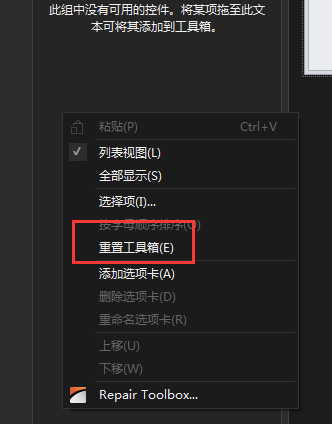 此组中没有可用的控件。将某项拖至此文
本可将其添加到工具箱。
粘贴(P) Ctrl+V
列表视图(L)
全部显示(S)
选择项(I)...
按字母顺序排序(O)
重置工具箱(E)
添加选项卡(A)
删除选项卡(D)
重命名选项卡(R)
上移(U)
下移(W)
Repair Toolbox...